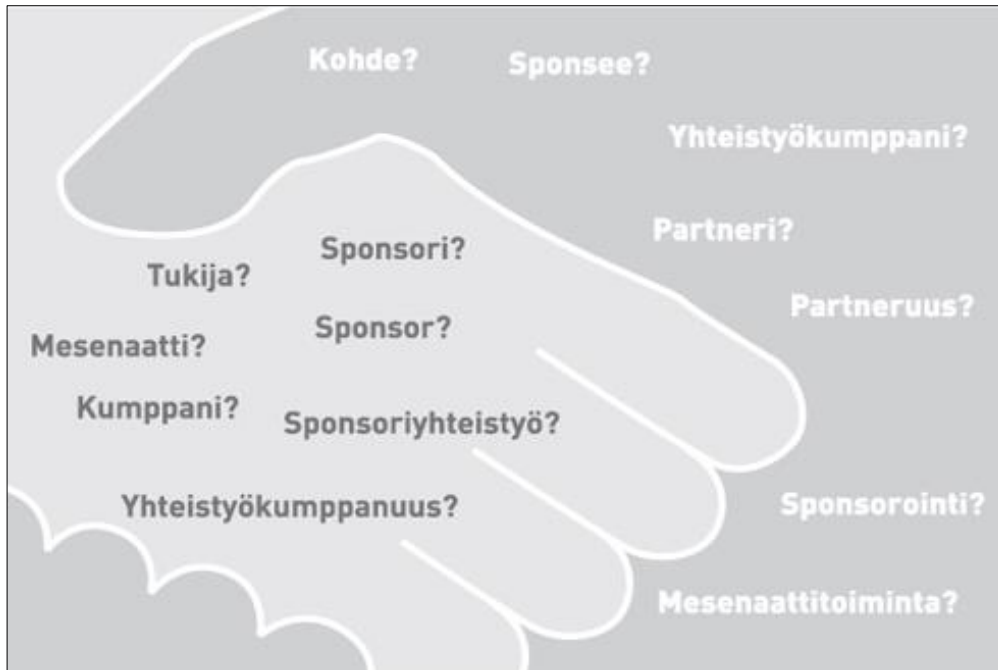 Kohde?
Sponsee?
Yhteistyökumppani?
Partneri?
Sponsori?
Tukija?
Partneruus?
Sponsor?
Mesenaatti?
Kumppani?
Sponsoriyhteistyö?
Yhteistyökumppanuus?
Sponsorointi?
Mesenaattitoiminta?